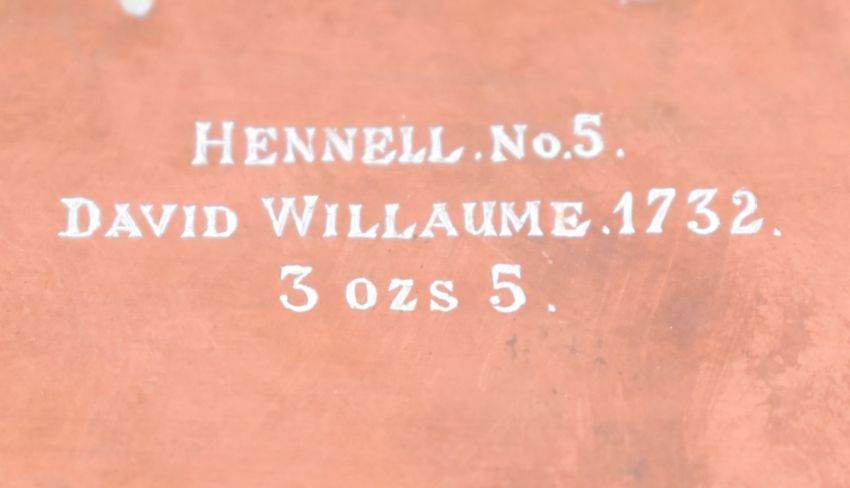 HENNELL. No. 5.
DAVID WILLAUME. 1732.
3 ozs 5.